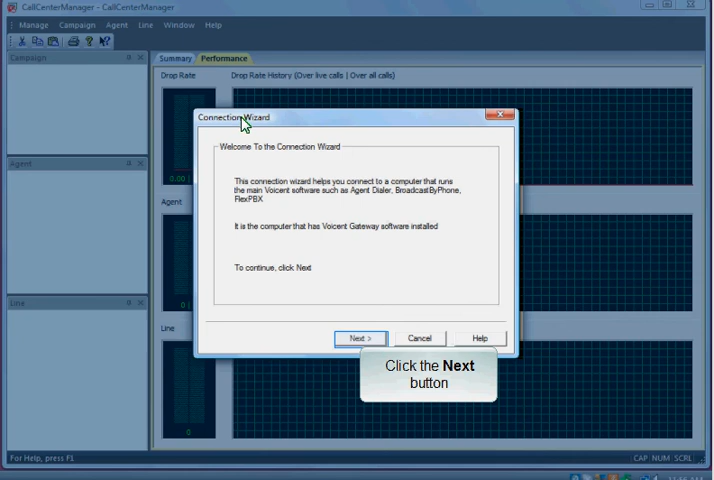 CallCenterManager - CallCenterManager
Manage Campaign Agent Line Window Help
Campaign
Summary Performance
Drop Rate Drop Rate History (Over live calls | Over all calls)
Connection Wizard
Welcome To the Connection Wizard
This connection wizard helps you connect to a computer that runs
the main Voicent software such as Agent Dialer, BroadcastByPhone,
FlexPBX
It is the computer that has Voicent Gateway software installed
To continue, click Next
Next > Cancel Help
Click the Next
button
Agent
0.00
Agent
0
Line
Line
0
For Help, press F1
CAP NUM SCRL